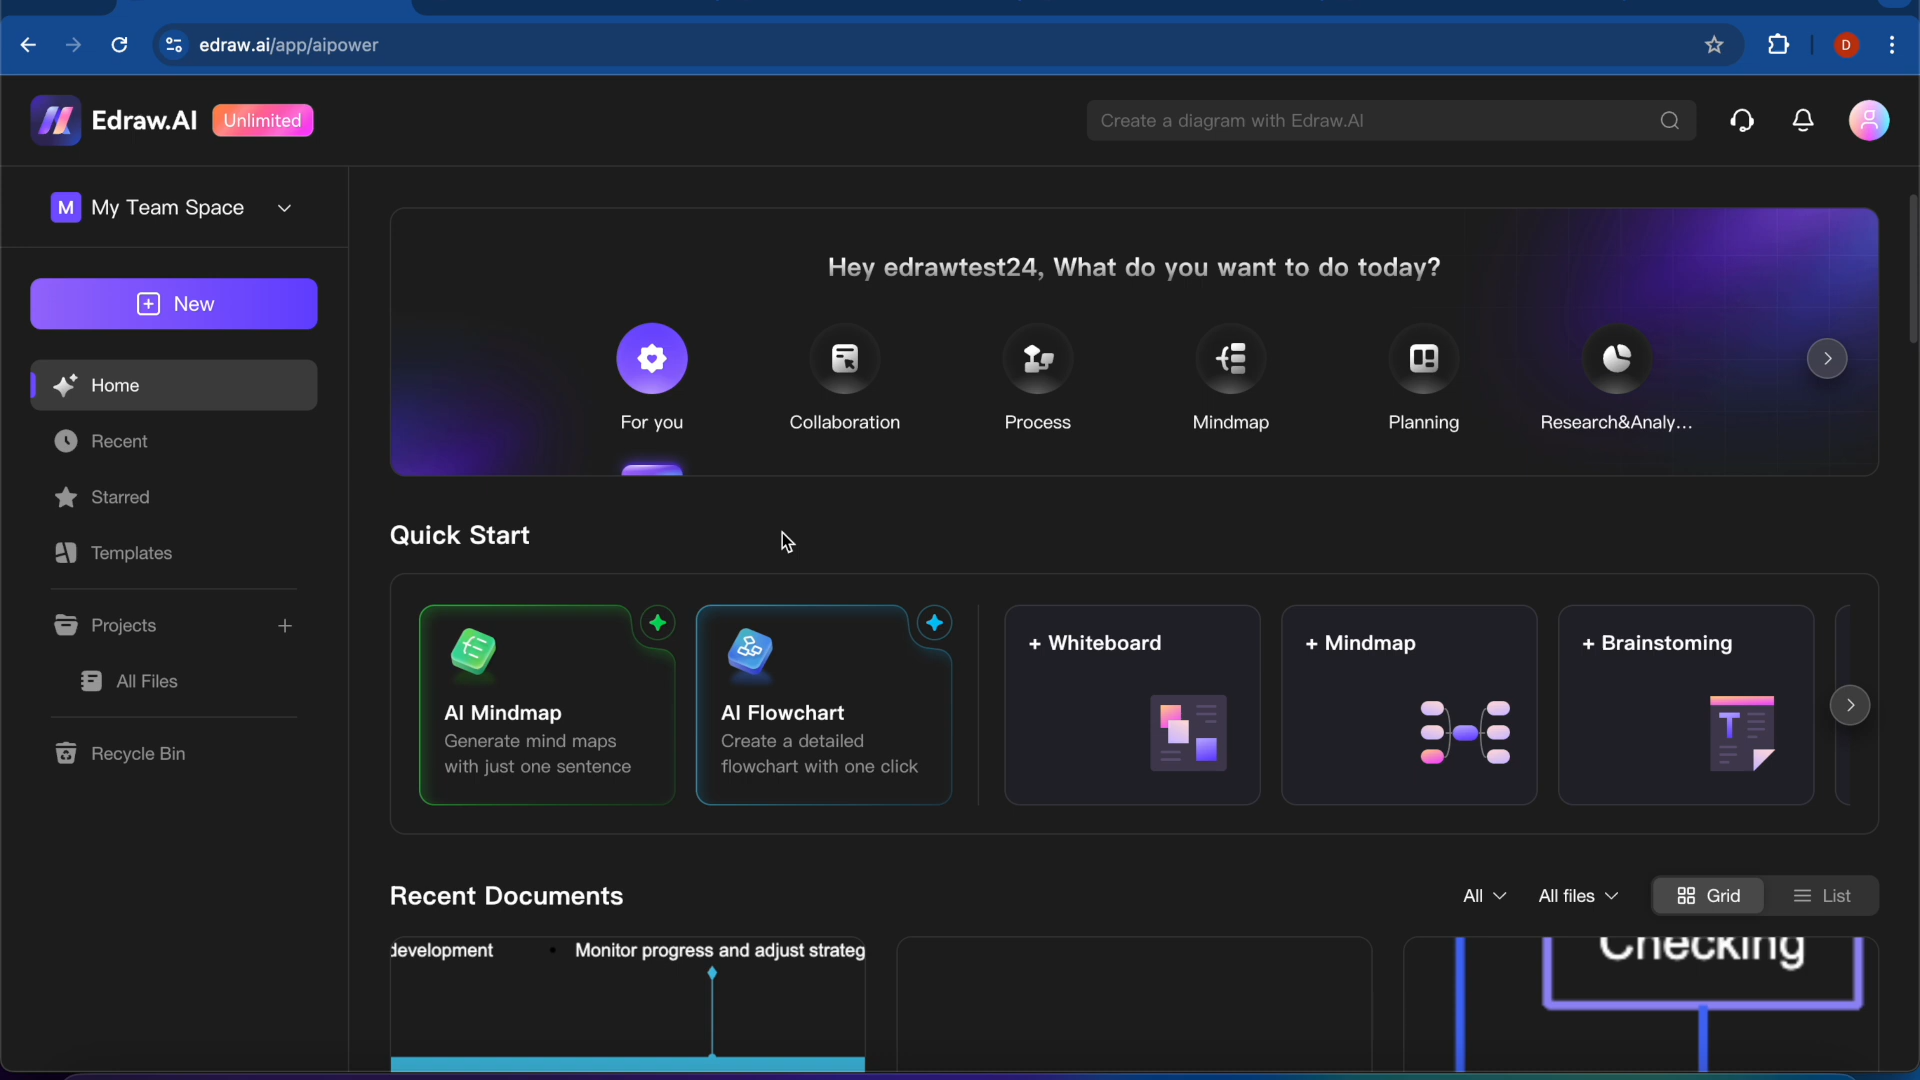 edraw.ai/app/aipower
D
Edraw.AI Unlimited
Create a diagram with Edraw.AI
M My Team Space
New
Home
Recent
Starred
Templates
Projects
All Files
Recycle Bin
Hey edrawtest24, What do you want to do today?
For you
Collaboration
Process
Mindmap
Planning
Research&Analy...
Quick Start
AI Mindmap
Generate mind maps
with just one sentence
AI Flowchart
Create a detailed
flowchart with one click
+ Whiteboard
+ Mindmap
+ Brainstoming
T
Recent Documents
All
All files
Grid
List
development
• Monitor progress and adjust strateg
Checking